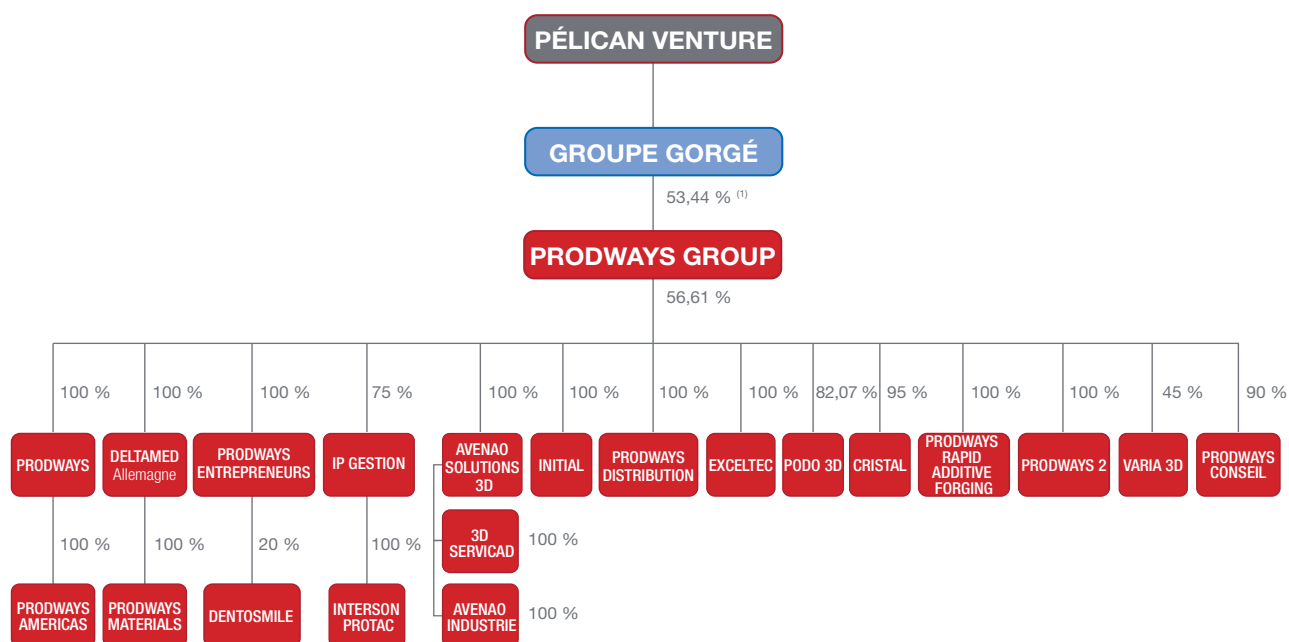 PÉLICAN VENTURE
GROUPE GORGÉ
53,44 % (1)
PRODWAYS GROUP
56,61 %
100 %
100 %
100 %
75 %
100 %
100 %
100 %
100 %
82,07 %
95 %
100 %
100 %
45 %
90 %
PRODWAYS
DELTAMED
Allemagne
PRODWAYS
ENTREPRENEURS
IP GESTION
AVENAO
SOLUTIONS
3D
INITIAL
PRODWAYS
DISTRIBUTION
EXCELTEC
PODO 3D
CRISTAL
PRODWAYS
RAPID
ADDITIVE
FORGING
PRODWAYS 2
VARIA 3D
PRODWAYS
CONSEIL
100 %
100 %
20 %
100 %
3D
SERVICAD
100 %
PRODWAYS
AMERICAS
PRODWAYS
MATERIALS
DENTOSMILE
INTERSON
PROTAC
AVENAO
INDUSTRIE
100 %